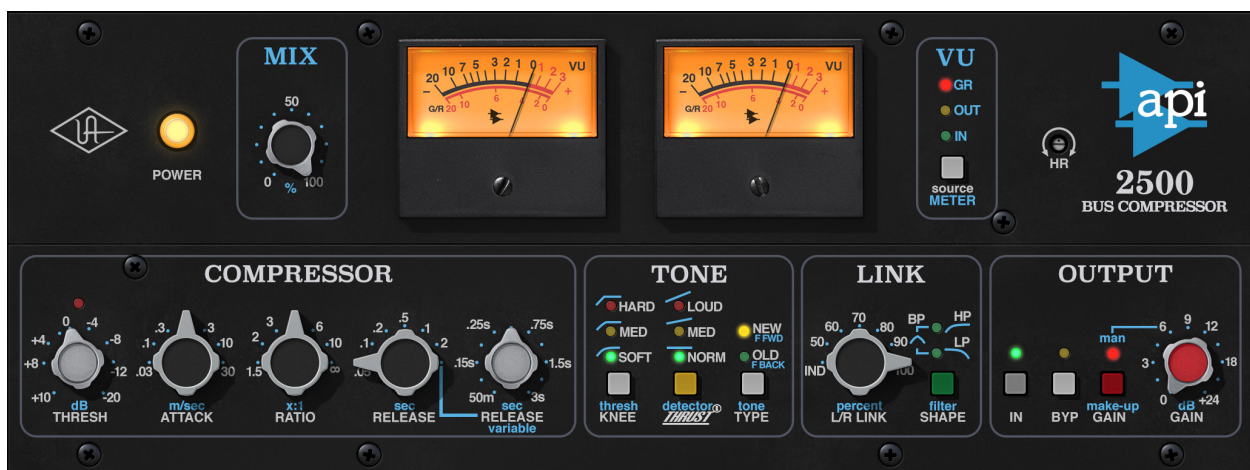 MIX
50
0
%
100
POWER
UA
20 10 7 5 3 2 1 0 1 2 3 VU
- +
G/R 20 10 6 4 2 0
20 10 7 5 3 2 1 0 1 2 3 VU
- +
G/R 20 10 6 4 2 0
VU
GR
OUT
IN
source
METER
HR
api
2500
BUS COMPRESSOR
COMPRESSOR
+10 +8 +4 0 -4 -8 -12 -20
dB
THRESH
.03 .1 .3 1 3 10 30
m/sec
ATTACK
1.5 2 3 4 6 10 ∞
x:1
RATIO
.05 .1 .2 .5 .1 2
sec
RELEASE
50m .15s .25s .75s 1.5s 3s
sec
RELEASE
variable
TONE
HARD
MED
SOFT
thresh
KNEE
LOUD
MED
NORM
detector
THRUST®
NEW
F FWD
OLD
F BACK
tone
TYPE
LINK
IND 50 60 70 80 90 100
percent
L/R LINK
BP
HP
LP
filter
SHAPE
OUTPUT
IN
BYP
man
make-up
GAIN
0 3 6 9 12 18 +24
dB
GAIN